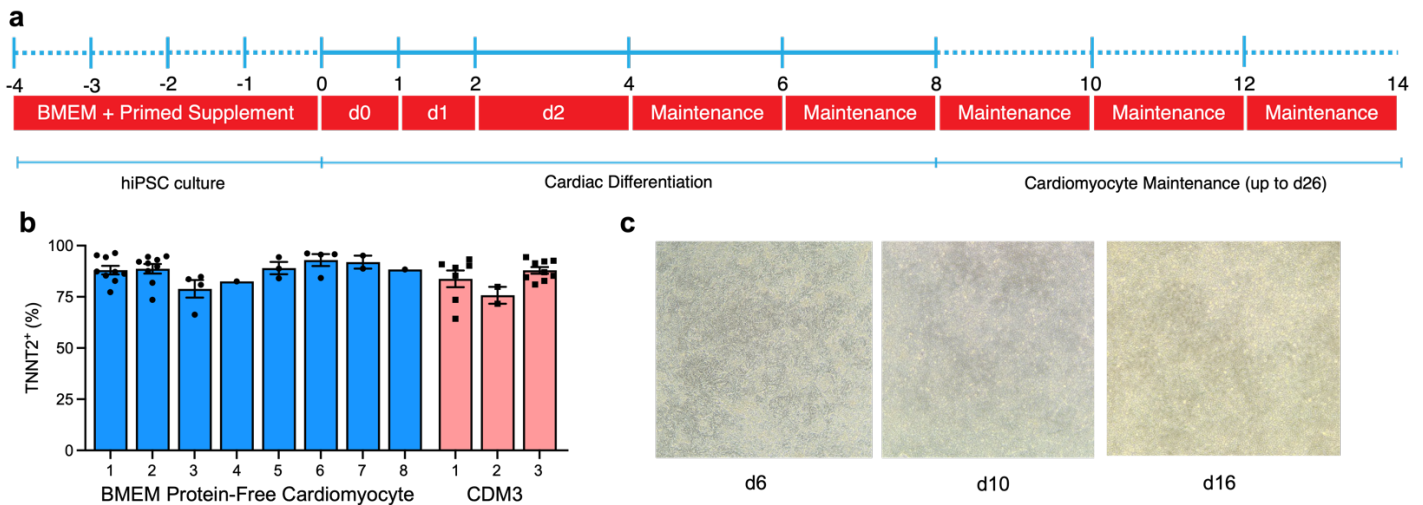 a
-4 -3 -2 -1 0 1 2 4 6 8 10 12 14
BMEM + Primed Supplement d0 d1 d2 Maintenance Maintenance Maintenance Maintenance Maintenance
hiPSC culture Cardiac Differentiation Cardiomyocyte Maintenance (up to d26)
b
TNNT2⁺ (%)
100
75
50
25
0
1 2 3 4 5 6 7 8 1 2 3
BMEM Protein-Free Cardiomyocyte CDM3
c
d6 d10 d16